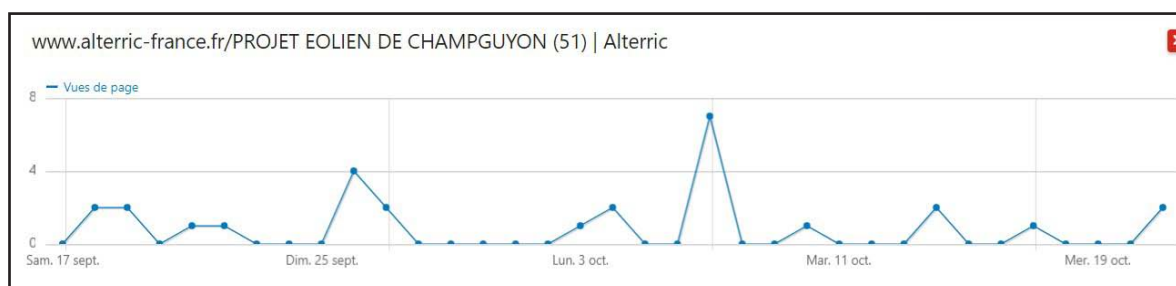 www.alterric-france.fr/PROJET EOLIEN DE CHAMPGUYON (51) | Alterric
Vues de page
8
4
0
Sam. 17 sept.
Dim. 25 sept.
Lun. 3 oct.
Mar. 11 oct.
Mer. 19 oct.